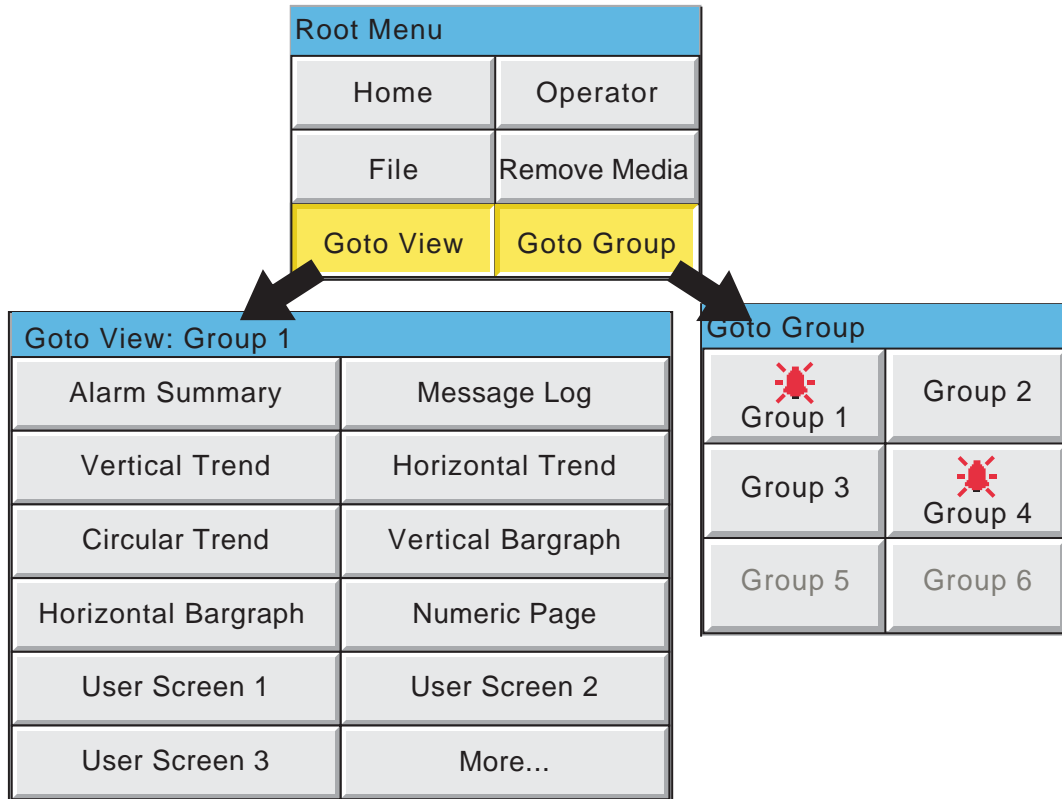 Root Menu
Home
Operator
File
Remove Media
Goto View
Goto Group
Goto View: Group 1
Alarm Summary
Message Log
Vertical Trend
Horizontal Trend
Circular Trend
Vertical Bargraph
Horizontal Bargraph
Numeric Page
User Screen 1
User Screen 2
User Screen 3
More...
Goto Group
Group 1
Group 2
Group 3
Group 4
Group 5
Group 6